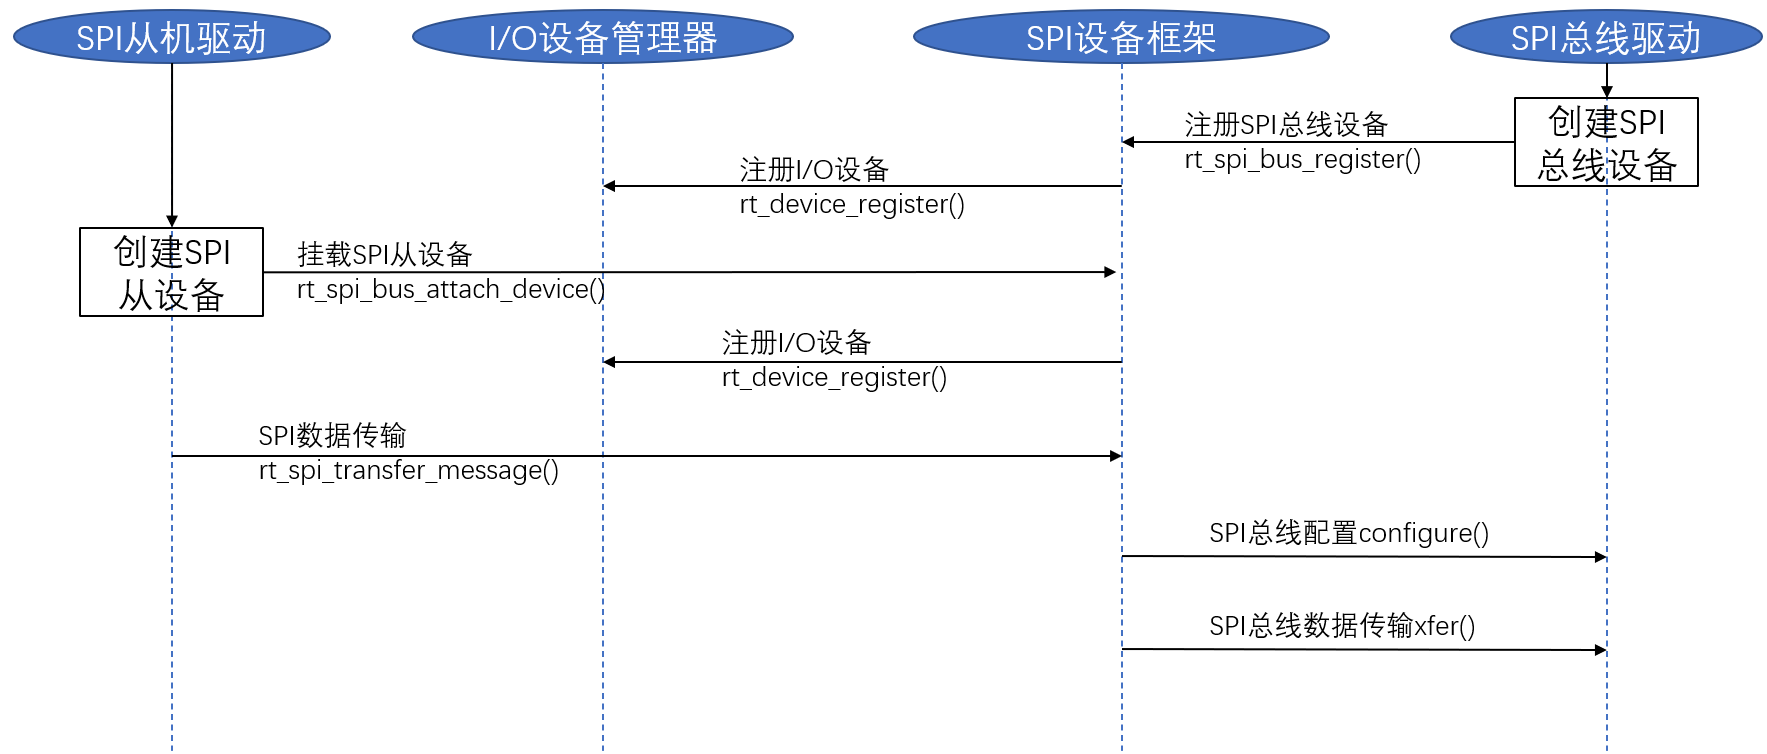 SPI从机驱动
I/O设备管理器
SPI设备框架
SPI总线驱动
创建SPI
总线设备
注册SPI总线设备
rt_spi_bus_register()
注册I/O设备
rt_device_register()
创建SPI
从设备
挂载SPI从设备
rt_spi_bus_attach_device()
注册I/O设备
rt_device_register()
SPI数据传输
rt_spi_transfer_message()
SPI总线配置configure()
SPI总线数据传输xfer()